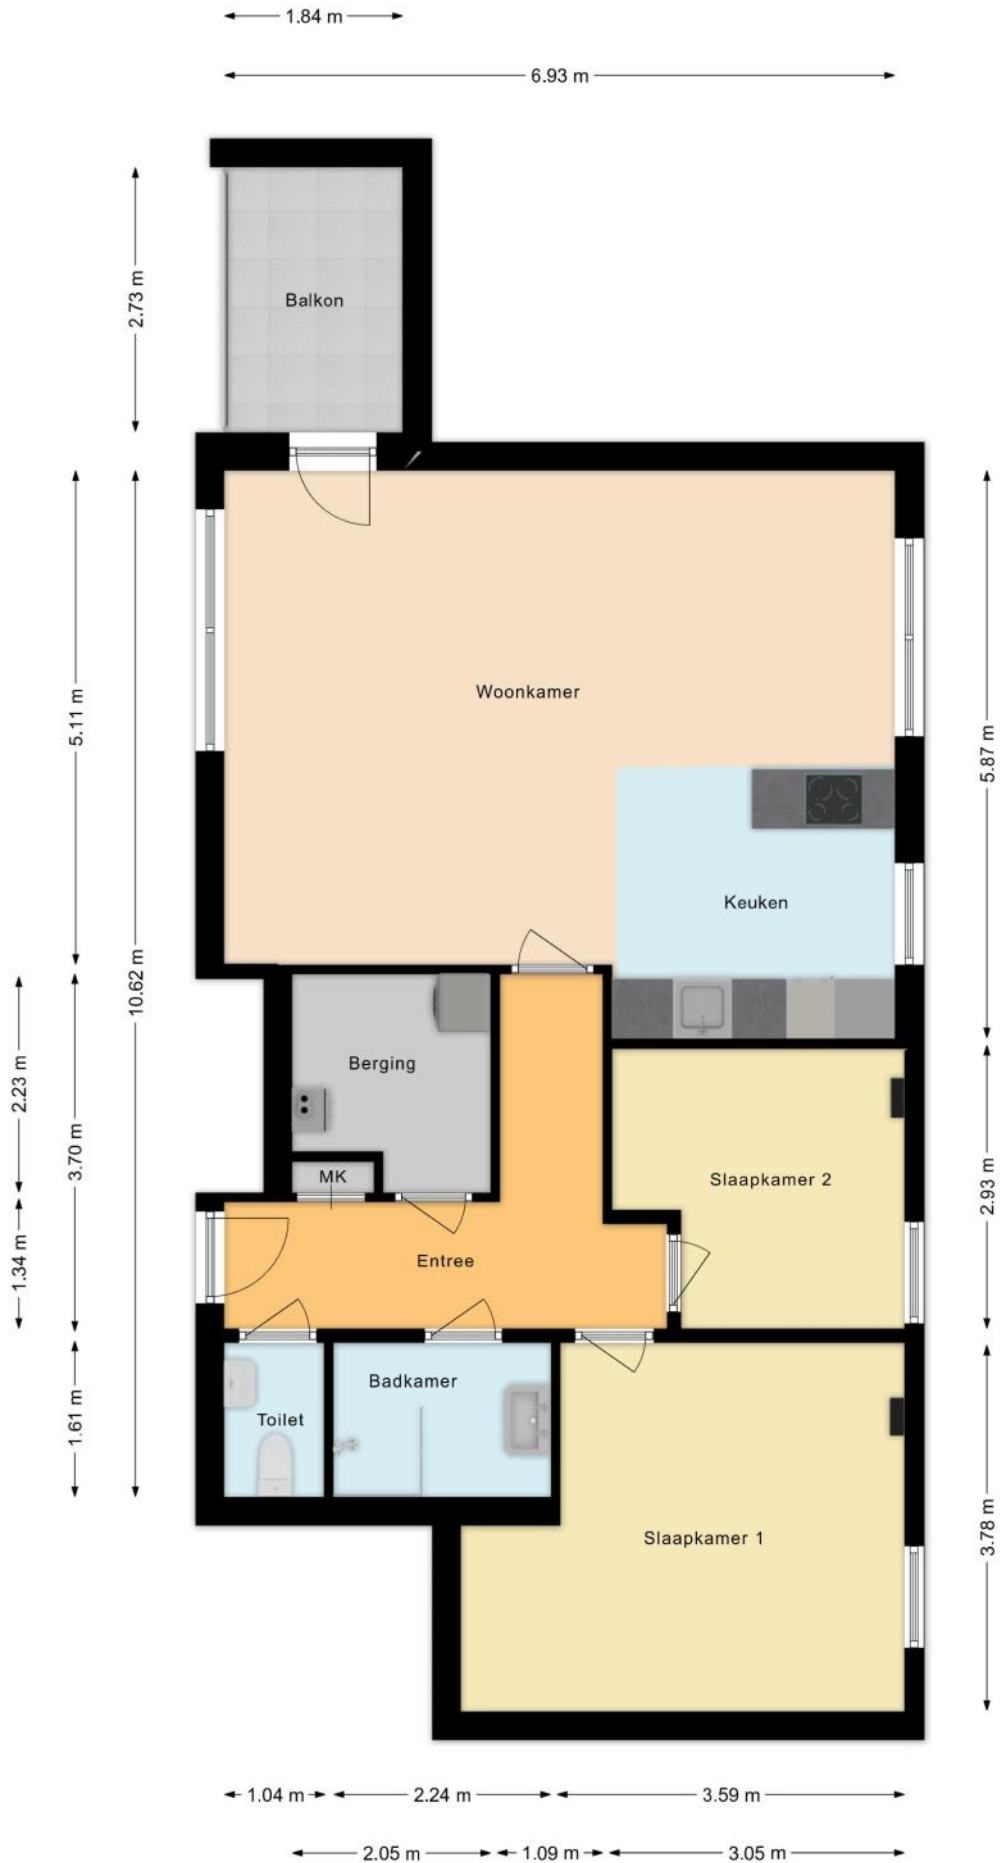 1.84 m
6.93 m
2.73 m
Balkon
5.11 m
10.62 m
5.87 m
Woonkamer
Keuken
2.23 m
3.70 m
Berging
MK
Slaapkamer 2
2.93 m
1.34 m
Entree
1.61 m
Badkamer
Toilet
Slaapkamer 1
3.78 m
1.04 m
2.24 m
3.59 m
2.05 m
1.09 m
3.05 m